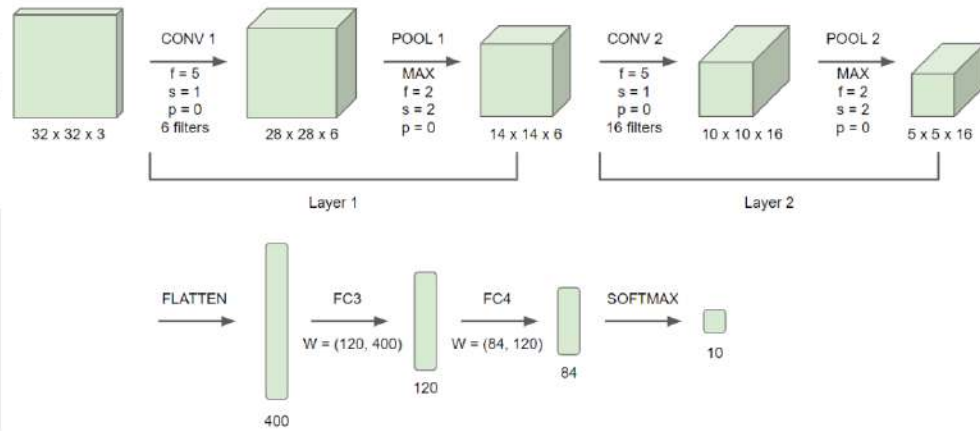 CONV 1
f = 5
s = 1
p = 0
6 filters
POOL 1
MAX
f = 2
s = 2
p = 0
CONV 2
f = 5
s = 1
p = 0
16 filters
POOL 2
MAX
f = 2
s = 2
p = 0
32 x 32 x 3
28 x 28 x 6
14 x 14 x 6
10 x 10 x 16
5 x 5 x 16
Layer 1
Layer 2
FLATTEN
FC3
W = (120, 400)
FC4
W = (84, 120)
SOFTMAX
400
120
84
10